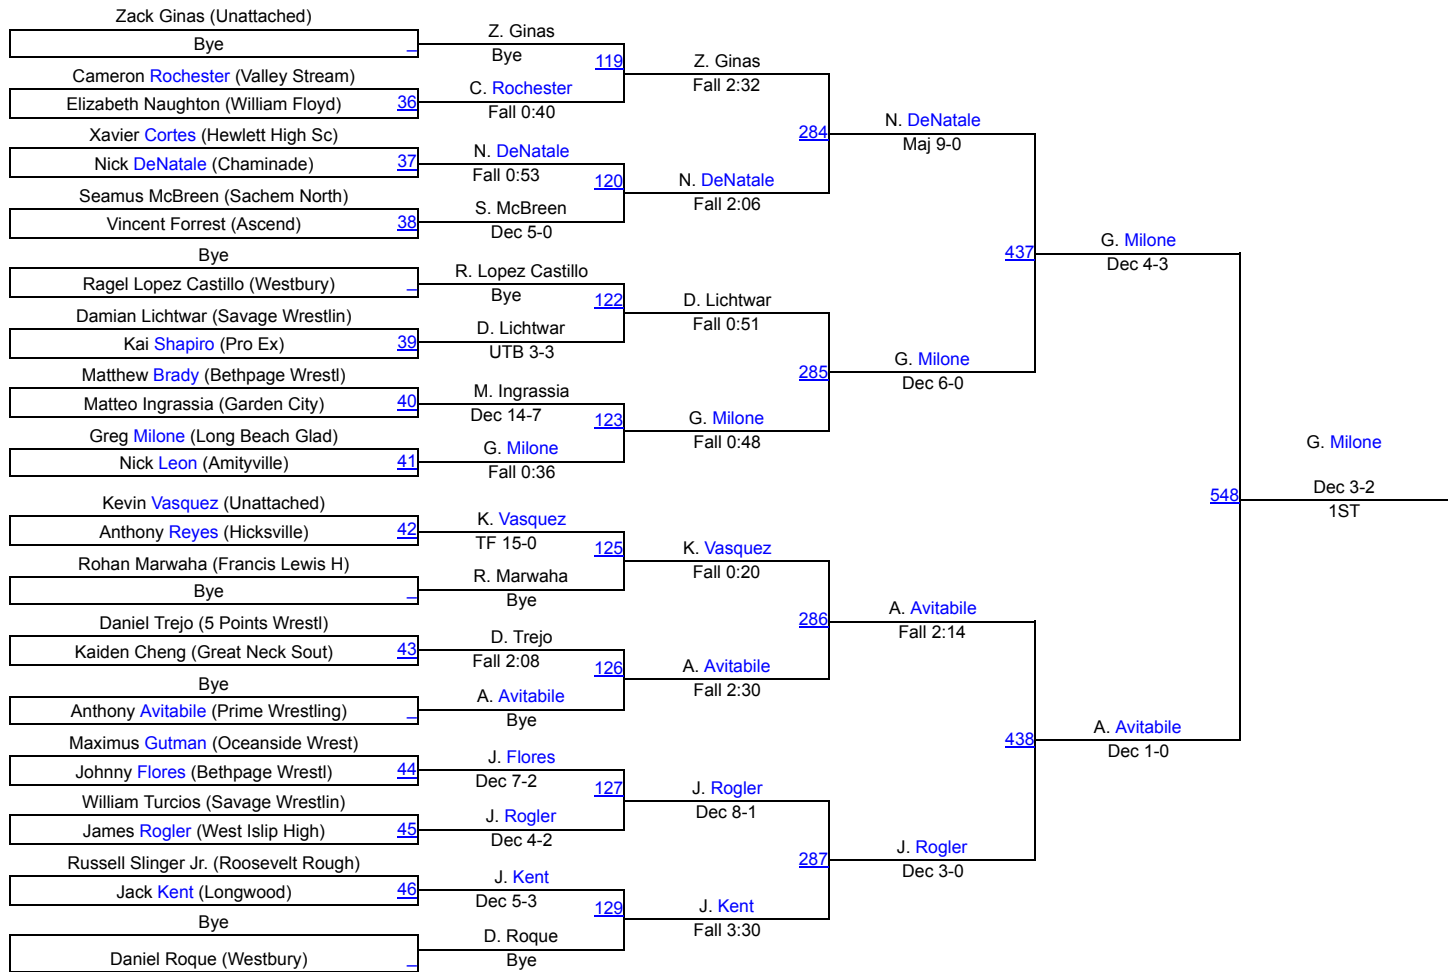 Zack Ginas (Unattached)
Bye
Cameron Rochester (Valley Stream)
Elizabeth Naughton (William Floyd) 36
Xavier Cortes (Hewlett High Sc)
Nick DeNatale (Chaminade) 37
Seamus McBreen (Sachem North)
Vincent Forrest (Ascend) 38
Bye
Ragel Lopez Castillo (Westbury)
Damian Lichtwar (Savage Wrestlin)
Kai Shapiro (Pro Ex) 39
Matthew Brady (Bethpage Wrestl)
Matteo Ingrassia (Garden City) 40
Greg Milone (Long Beach Glad)
Nick Leon (Amityville) 41
Kevin Vasquez (Unattached)
Anthony Reyes (Hicksville) 42
Rohan Marwaha (Francis Lewis H)
Bye
Daniel Trejo (5 Points Wrestl)
Kaiden Cheng (Great Neck Sout) 43
Bye
Anthony Avitabile (Prime Wrestling)
Maximus Gutman (Oceanside Wrest)
Johnny Flores (Bethpage Wrestl) 44
William Turcios (Savage Wrestlin)
James Rogler (West Islip High) 45
Russell Slinger Jr. (Roosevelt Rough)
Jack Kent (Longwood) 46
Bye
Daniel Roque (Westbury)
Z. Ginas
Bye
119
C. Rochester
Fall 0:40
N. DeNatale
Fall 0:53
120
S. McBreen
Dec 5-0
R. Lopez Castillo
Bye
122
D. Lichtwar
UTB 3-3
M. Ingrassia
Dec 14-7
123
G. Milone
Fall 0:36
K. Vasquez
TF 15-0
125
R. Marwaha
Bye
D. Trejo
Fall 2:08
126
A. Avitabile
Bye
J. Flores
Dec 7-2
127
J. Rogler
Dec 4-2
J. Kent
Dec 5-3
129
D. Roque
Bye
Z. Ginas
Fall 2:32
284
N. DeNatale
Fall 2:06
D. Lichtwar
Fall 0:51
285
G. Milone
Fall 0:48
K. Vasquez
Fall 0:20
286
A. Avitabile
Fall 2:30
J. Rogler
Dec 8-1
287
J. Kent
Fall 3:30
N. DeNatale
Maj 9-0
437
G. Milone
Dec 6-0
A. Avitabile
Fall 2:14
438
J. Rogler
Dec 3-0
G. Milone
Dec 4-3
548
A. Avitabile
Dec 1-0
G. Milone
Dec 3-2
1ST